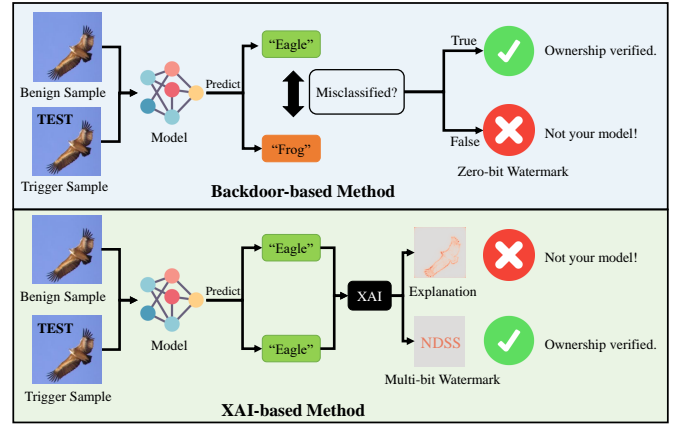 Benign Sample
TEST
Trigger Sample
Model
Predict
“Eagle”
“Frog”
Misclassified?
True
False
Ownership verified.
Not your model!
Zero-bit Watermark
Backdoor-based Method
Benign Sample
TEST
Trigger Sample
Model
Predict
“Eagle”
“Eagle”
XAI
Explanation
NDSS
Multi-bit Watermark
Not your model!
Ownership verified.
XAI-based Method